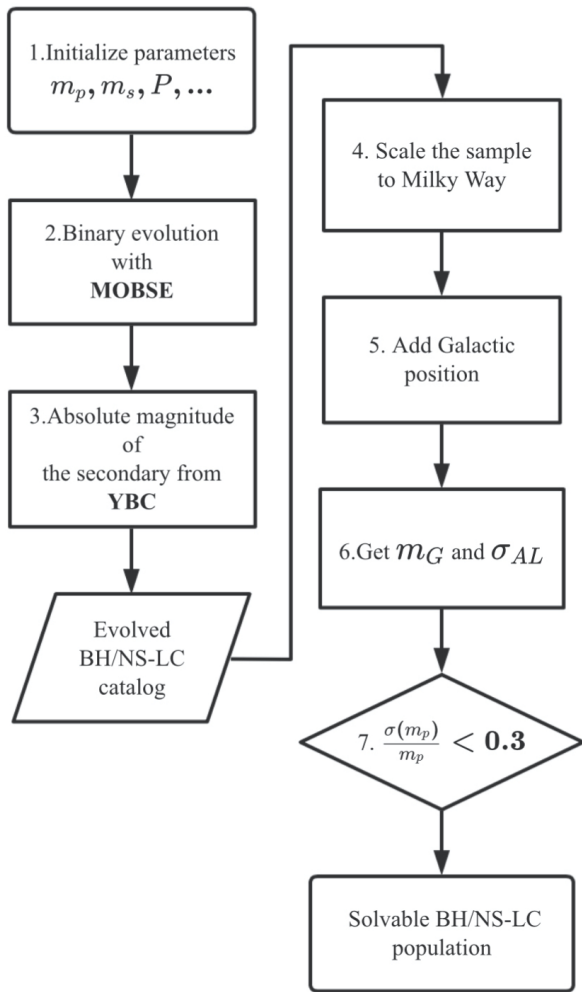 1.Initialize parameters
m_p, m_s, P, ...
2.Binary evolution
with
MOBSE
3.Absolute magnitude
of
the secondary from
YBC
Evolved
BH/NS-LC
catalog
4. Scale the sample
to Milky Way
5. Add Galactic
position
6.Get m_G and σ_{AL}
7. σ(m_p)/m_p < 0.3
Solvable BH/NS-LC
population